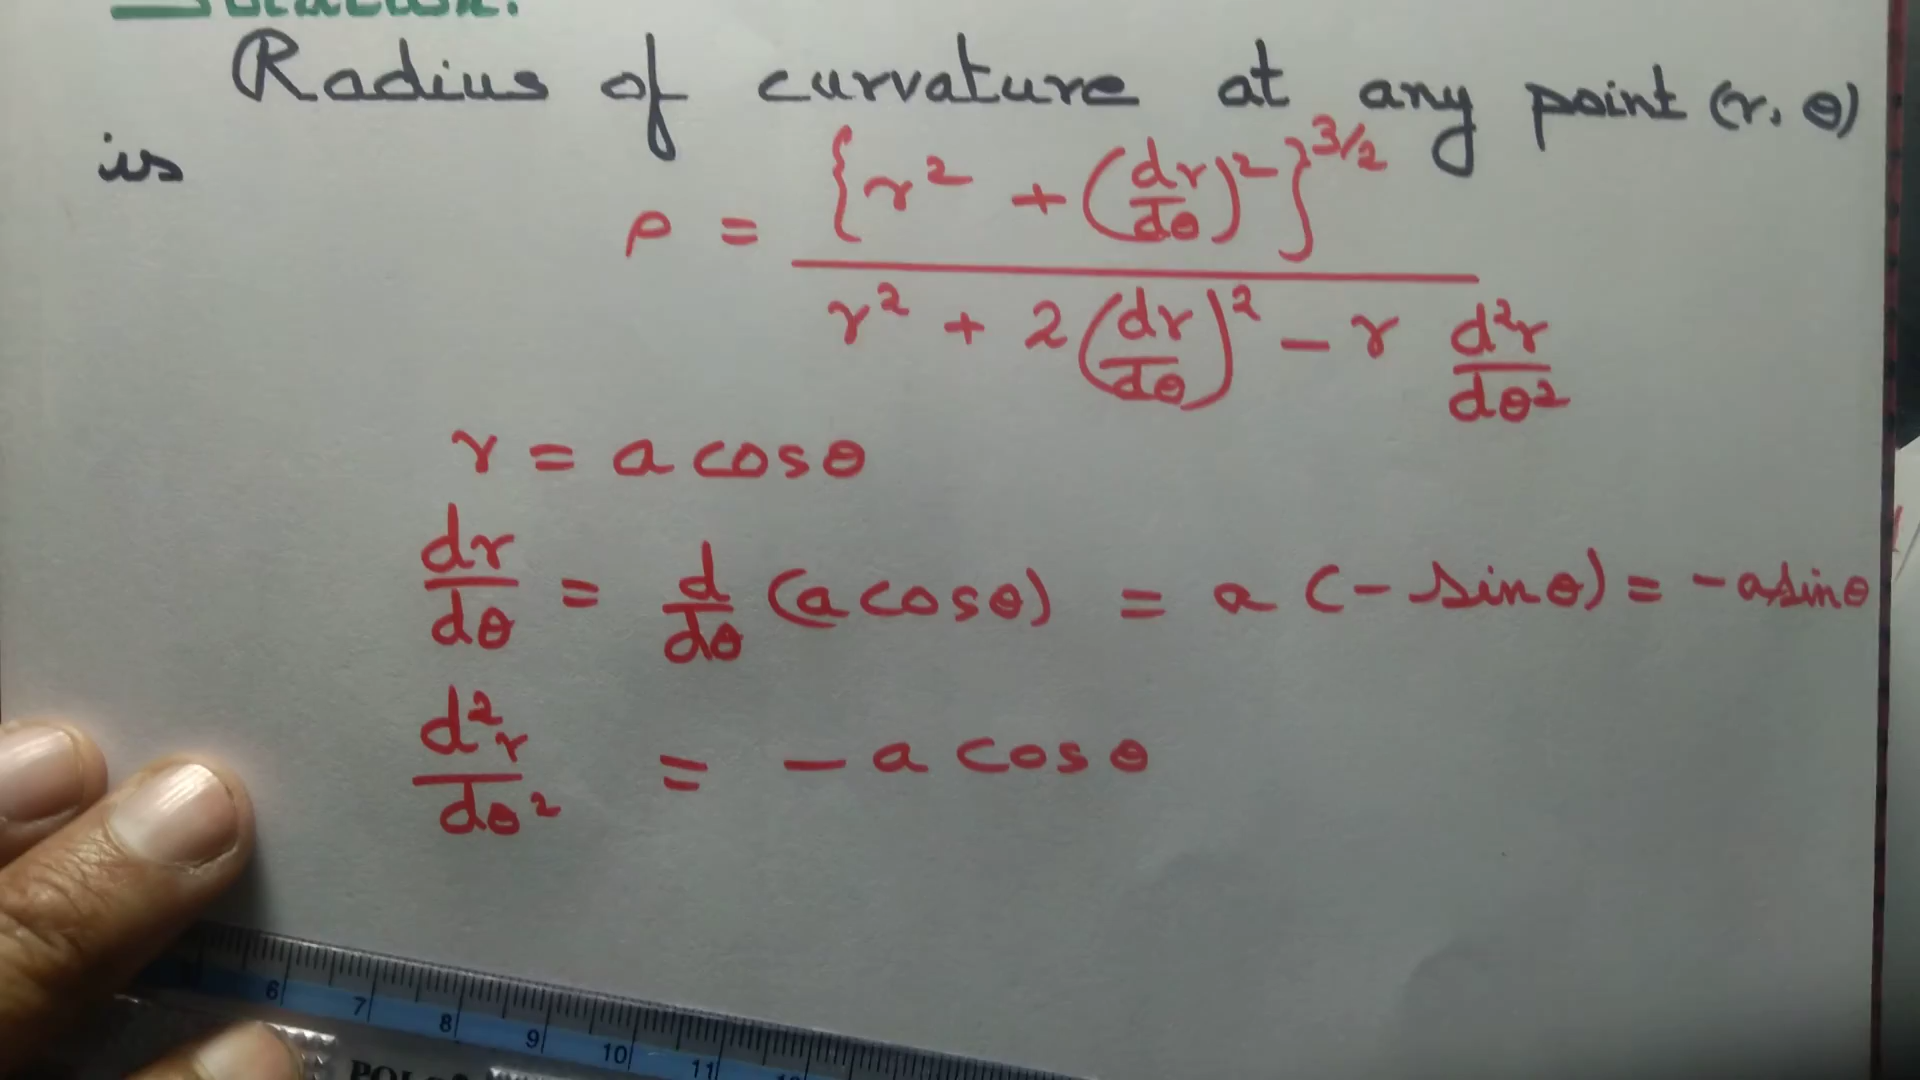 Solution:
Radius of curvature at any point (r, θ)
is
ρ = {r² + (dr/dθ)²}^3/2 / r² + 2(dr/dθ)² - r d²r/dθ²
r = a cosθ
dr/dθ = d/dθ (a cosθ) = a (- sinθ) = - a sinθ
d²r/dθ² = - a cosθ
6 7 8 9 10 11